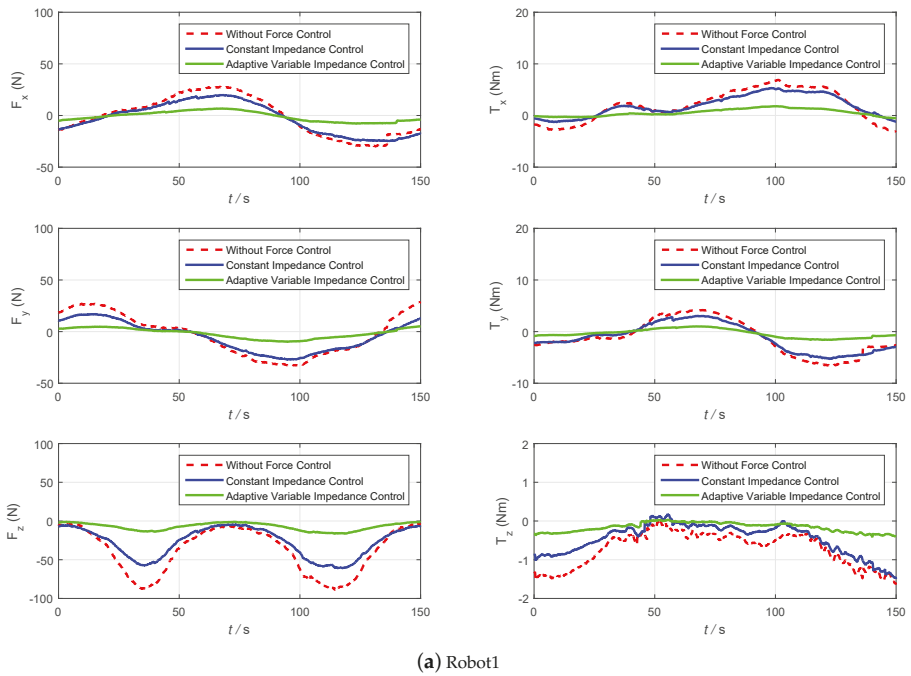 100
50
0
-50
F x (N)
Without Force Control
Constant Impedance Control
Adaptive Variable Impedance Control
0 50 100 150
t / s
20
10
0
-10
T x (Nm)
Without Force Control
Constant Impedance Control
Adaptive Variable Impedance Control
0 50 100 150
t / s
100
50
0
-50
F y (N)
Without Force Control
Constant Impedance Control
Adaptive Variable Impedance Control
0 50 100 150
t / s
20
10
0
-10
T y (Nm)
Without Force Control
Constant Impedance Control
Adaptive Variable Impedance Control
0 50 100 150
t / s
100
50
0
-50
-100
F z (N)
Without Force Control
Constant Impedance Control
Adaptive Variable Impedance Control
0 50 100 150
t / s
2
1
0
-1
-2
T z (Nm)
Without Force Control
Constant Impedance Control
Adaptive Variable Impedance Control
0 50 100 150
t / s
(a) Robot1